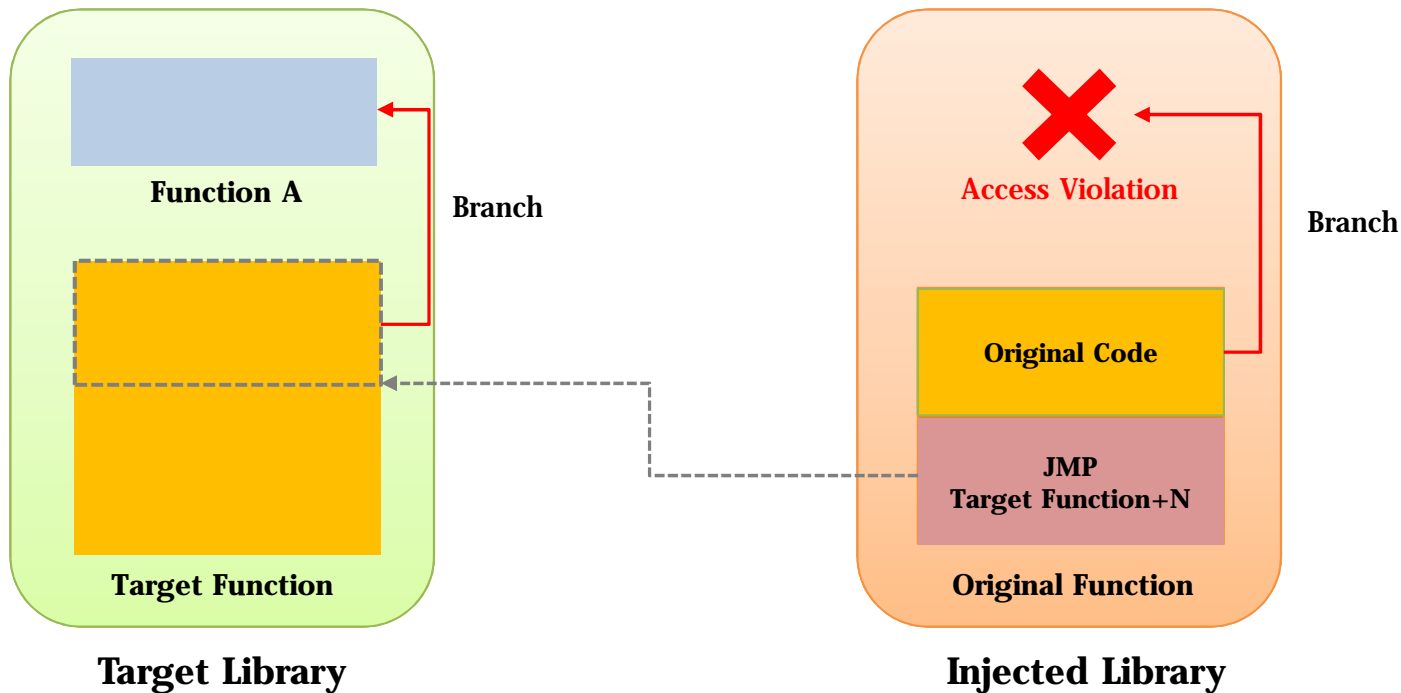 Function A
Branch
Target Function
Target Library
Access Violation
Branch
Original Code
JMP
Target Function+N
Original Function
Injected Library